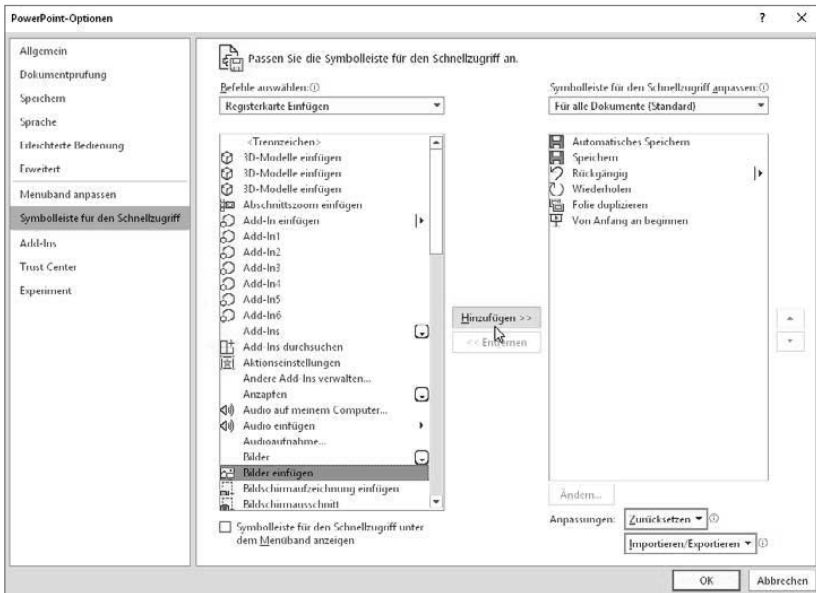 PowerPoint-Optionen
? ×
Allgemein
Dokumentprüfung
Speichern
Sprache
Erleichterte Bedienung
Erweitert
Menüband anpassen
Symbolleiste für den Schnellzugriff
Add-Ins
Trust Center
Experiment
Passen Sie die Symbolleiste für den Schnellzugriff an.
Befehle auswählen:
Registerkarte Einfügen
<Trennzeichen>
3D-Modelle einfügen
3D-Modelle einfügen
3D-Modelle einfügen
Abschnittszoom einfügen
Add-In einfügen
Add-In1
Add-In2
Add-In3
Add-In4
Add-In5
Add-In6
Add-Ins
Add-Ins durchsuchen
Aktionseinstellungen
Andere Add-Ins verwalten...
Anzapfen
Audio auf meinem Computer...
Audio einfügen
Audioaufnahme...
Bilder
Bilder einfügen
Bildschirmaufzeichnung einfügen
Bildschirmausschnitt
Symbolleiste für den Schnellzugriff unter
dem Menüband anzeigen
Hinzufügen >>
<< Entfernen
Symbolleiste für den Schnellzugriff anpassen:
Für alle Dokumente (Standard)
Automatisches Speichern
Speichern
Rückgängig
Wiederholen
Folie duplizieren
Von Anfang an beginnen
Ändern...
Anpassungen: Zurücksetzen
Importieren/Exportieren
OK Abbrechen